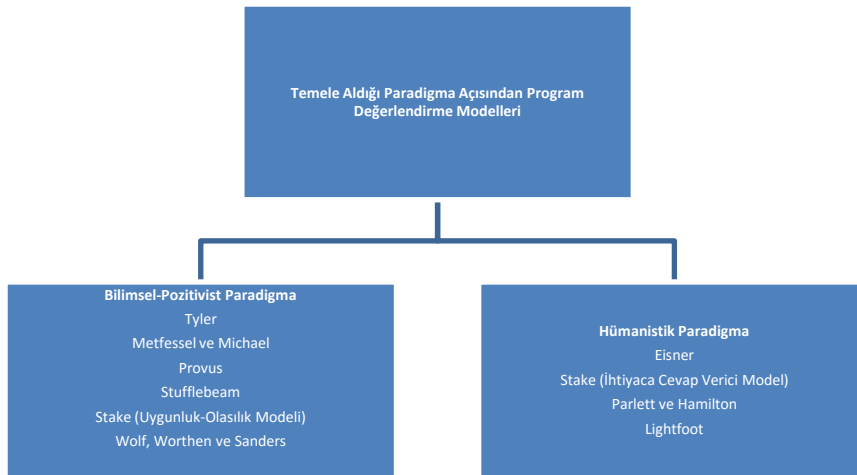 Temele Aldığı Paradigma Açısından Program
Değerlendirme Modelleri
Bilimsel-Pozitivist Paradigma
Tyler
Metfessel ve Michael
Provus
Stufflebeam
Stake (Uygunluk-Olasılık Modeli)
Wolf, Worthen ve Sanders
Hümanistik Paradigma
Eisner
Stake (İhtiyaca Cevap Verici Model)
Parlett ve Hamilton
Lightfoot